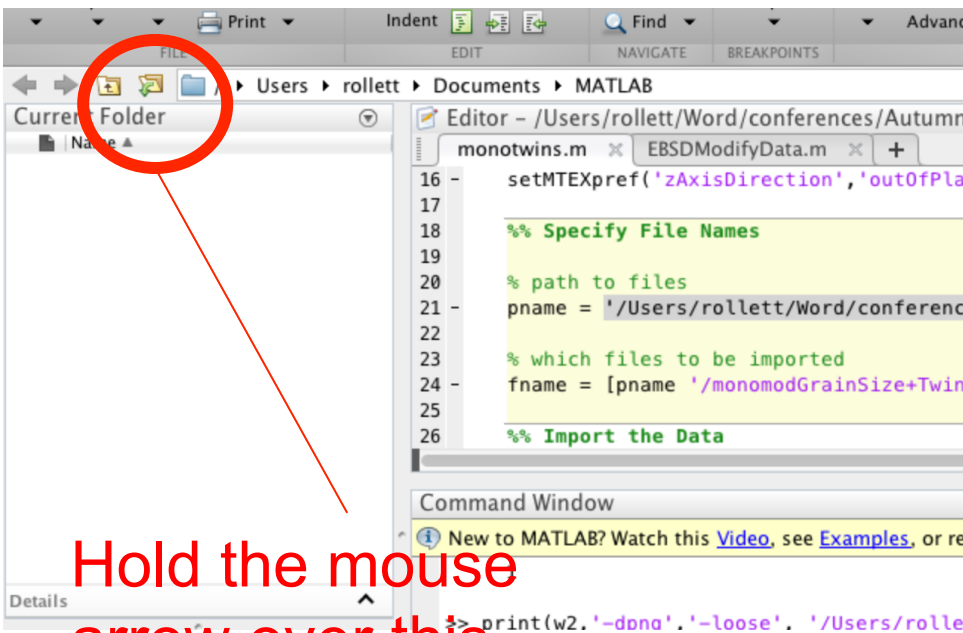 Print Indent Find Advanc
FILE EDIT NAVIGATE BREAKPOINTS
/ Users rollett Documents MATLAB
Current Folder
Name
Editor – /Users/rollett/Word/conferences/Autumn
monotwins.m EBSDModifyData.m +
16 – setMTEXpref('zAxisDirection','outOfPla
17
18 %% Specify File Names
19
20 % path to files
21 – pname = '/Users/rollett/Word/conferenc
22
23 % which files to be imported
24 – fname = [pname '/monomodGrainSize+Twin
25
26 %% Import the Data
Command Window
New to MATLAB? Watch this Video, see Examples, or re
Hold the mouse
Details
arrow over this
>> print(w2,'-dpng','-loose', '/Users/rolle